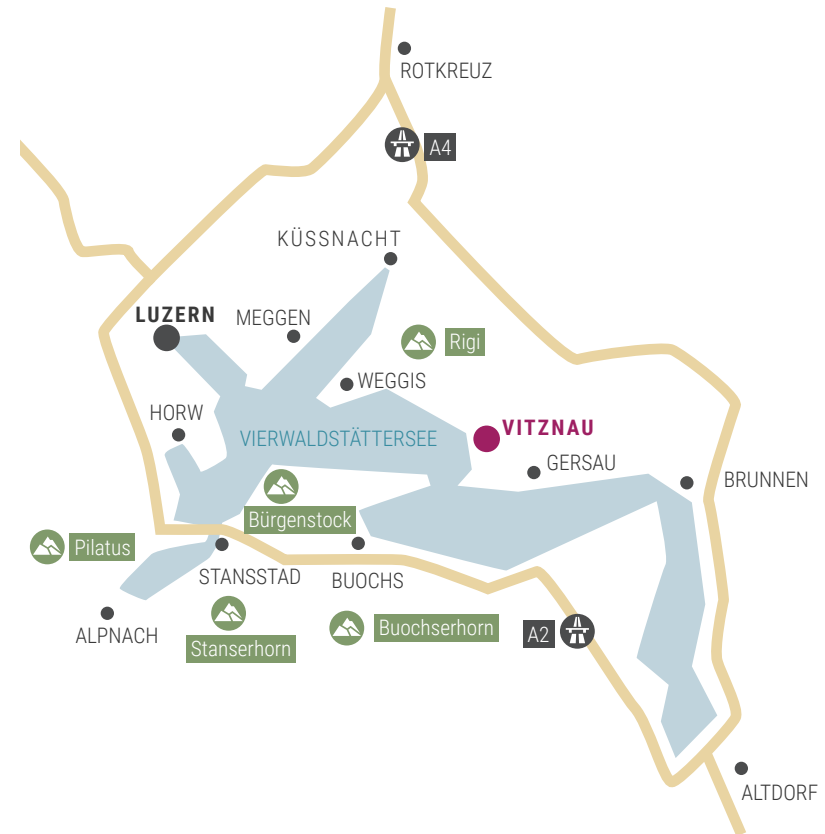 ROTKREUZ
A4
KÜSSNACHT
LUZERN
MEGGEN
Rigi
WEGGIS
HORW
VITZNAU
VIERWALDSTÄTTERSEE
GERSAU
BRUNNEN
Bürgenstock
Pilatus
STANSSTAD
BUOCHS
ALPNACH
Buochserhorn
A2
Stanserhorn
ALTDORF